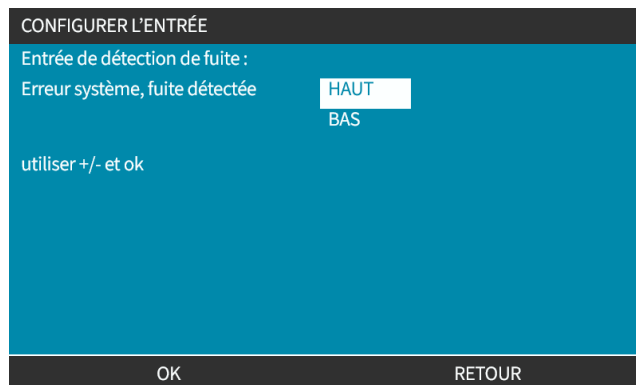 CONFIGURER L'ENTRÉE
Entrée de détection de fuite :
Erreur système, fuite détectée HAUT
BAS
utiliser +/- et ok
OK RETOUR